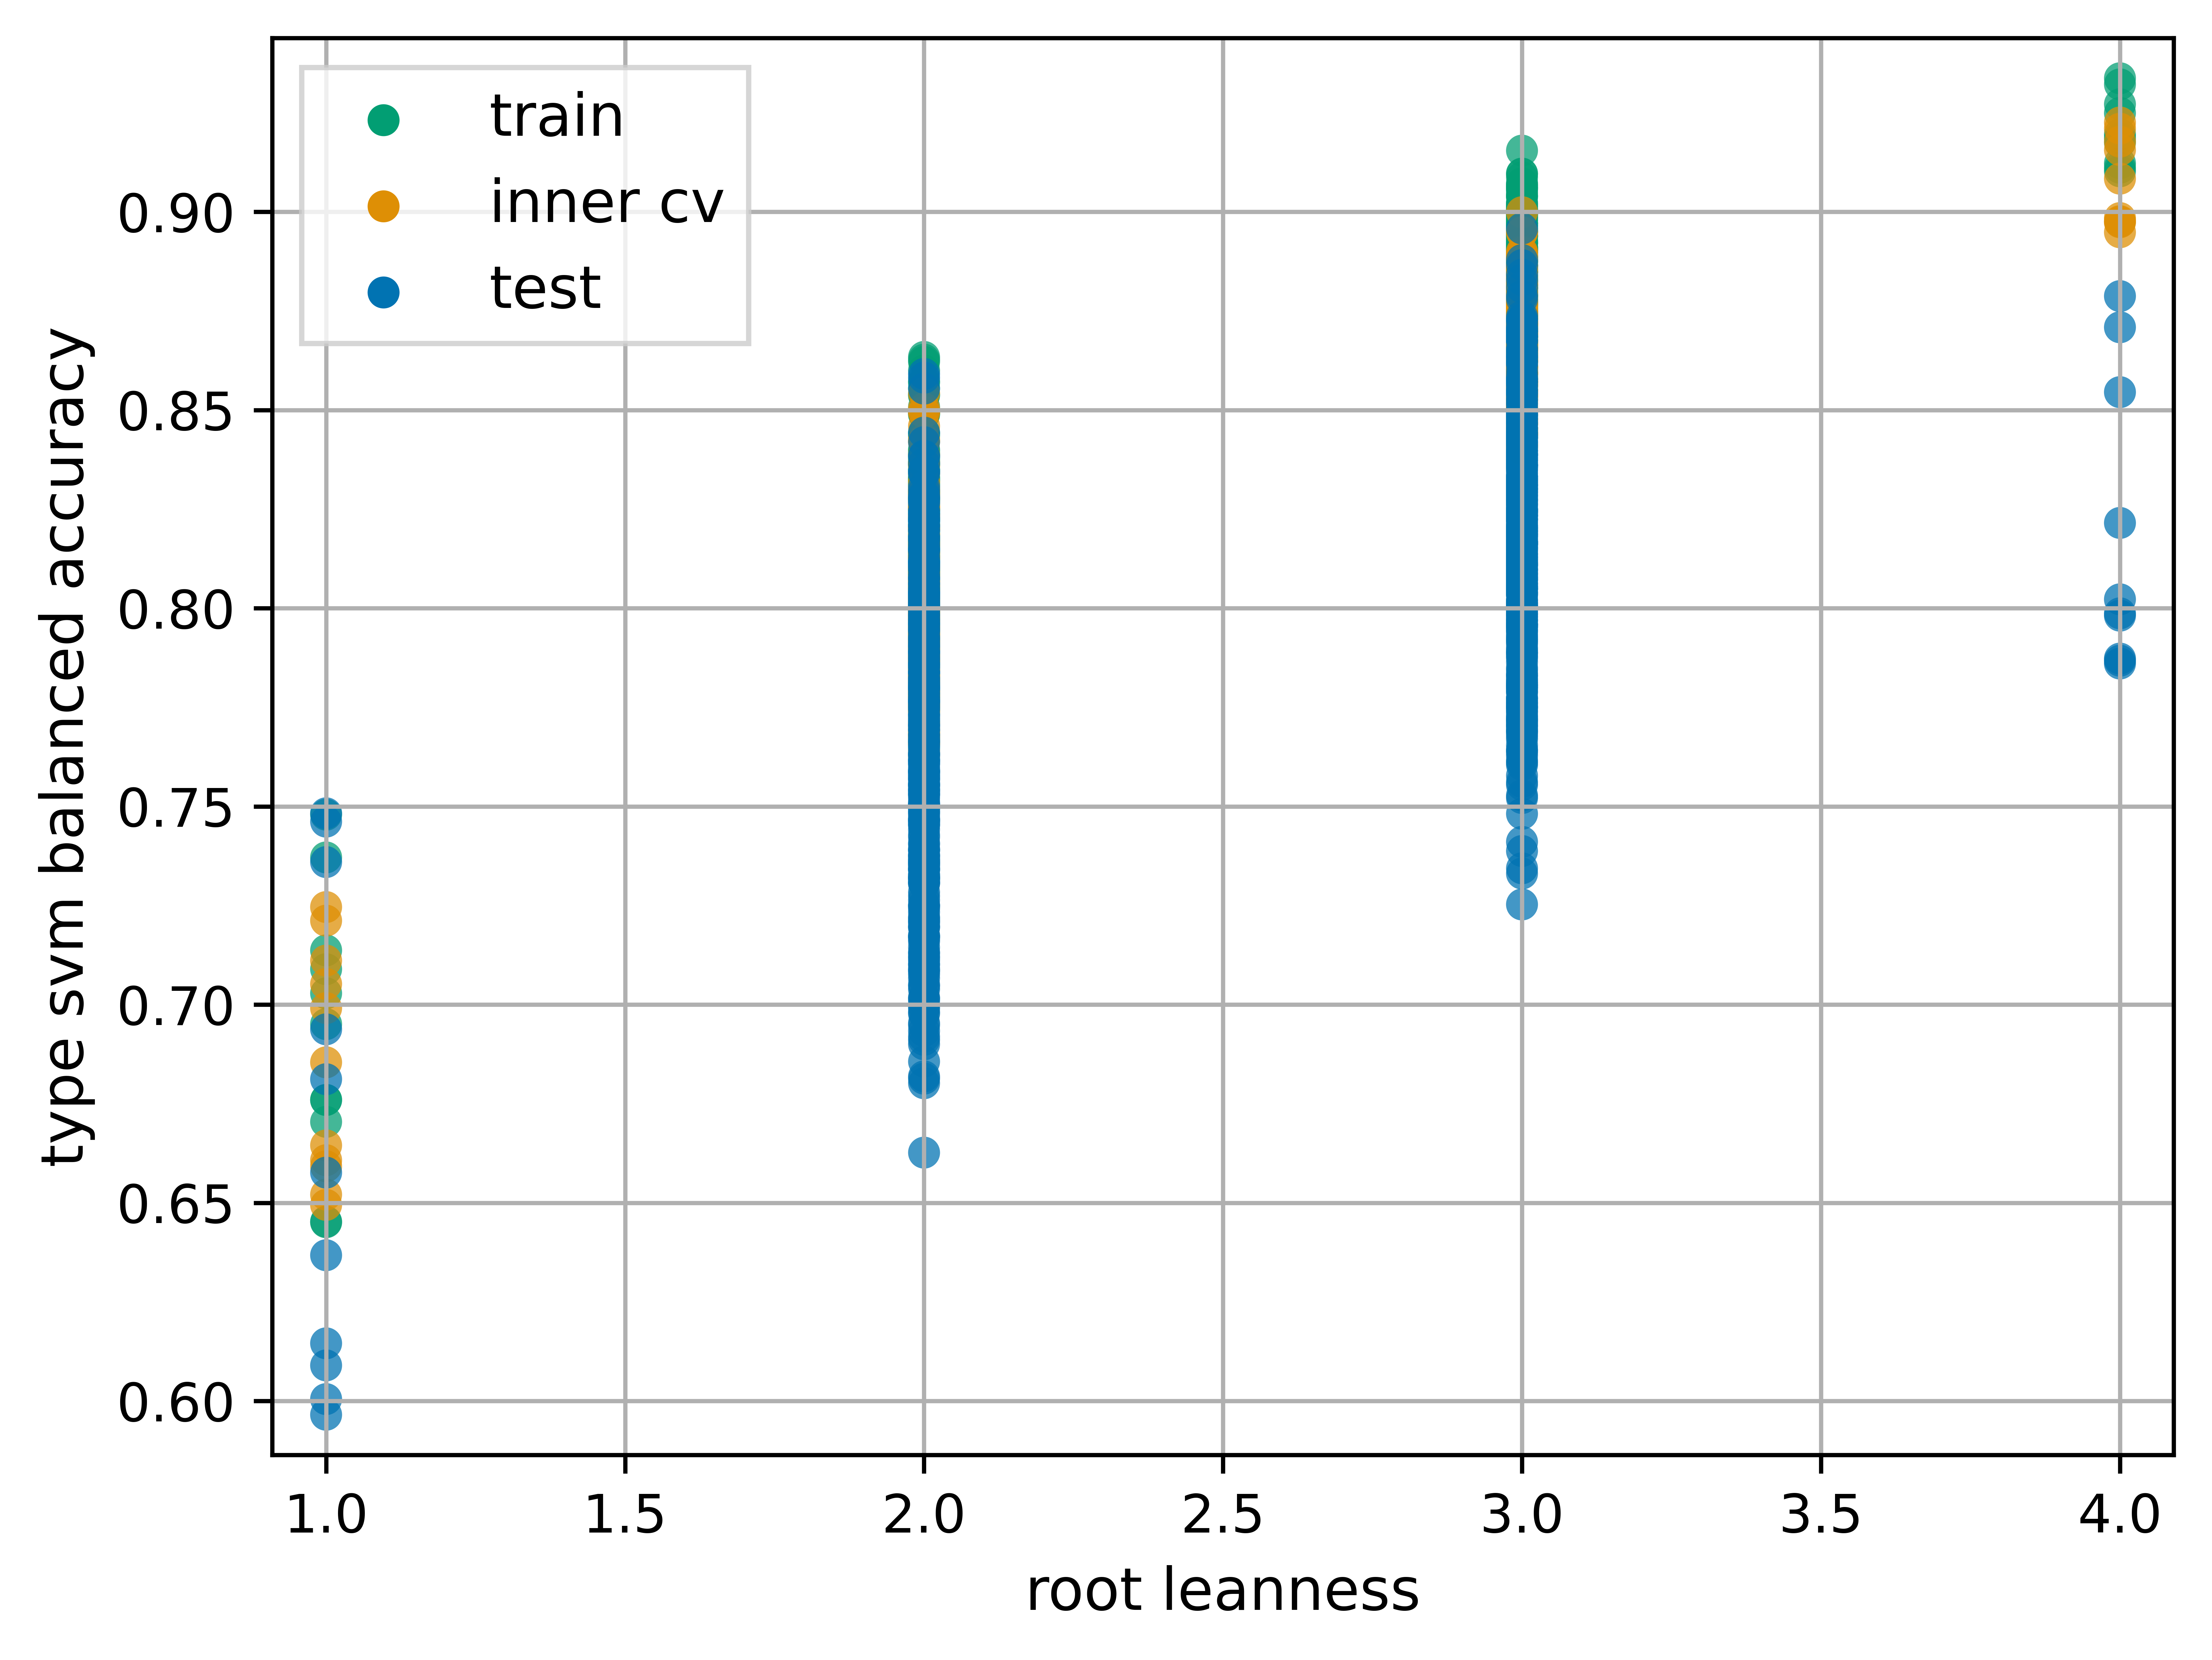 train
inner cv
test
0.90
0.85
0.80
0.75
0.70
0.65
0.60
type svm balanced accuracy
1.0 1.5 2.0 2.5 3.0 3.5 4.0
root leanness